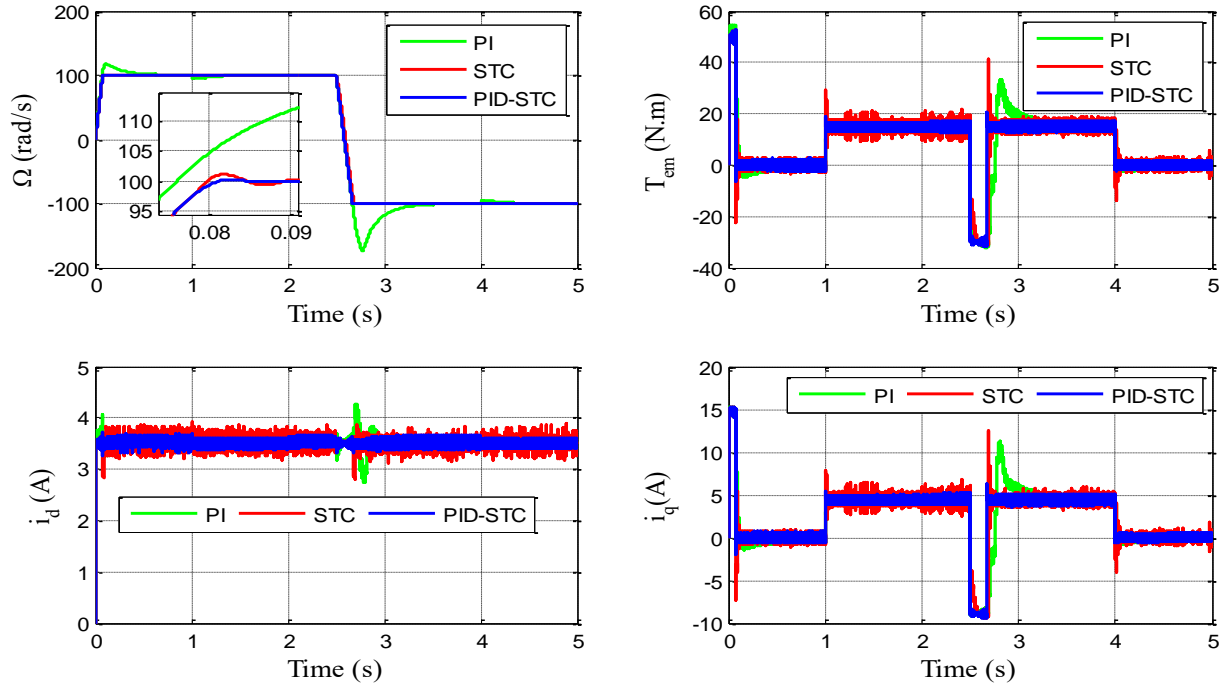 200
100
0
-100
-200
Ω (rad/s)
PI
STC
PID-STC
110
105
100
95
0.08 0.09
0 1 2 3 4 5
Time (s)
60
40
20
0
-20
-40
T_em (N.m)
PI
STC
PID-STC
0 1 2 3 4 5
Time (s)
5
4
3
2
1
0
i_d (A)
PI STC PID-STC
0 1 2 3 4 5
Time (s)
20
15
10
5
0
-5
-10
i_q(A)
PI STC PID-STC
0 1 2 3 4 5
Time (s)